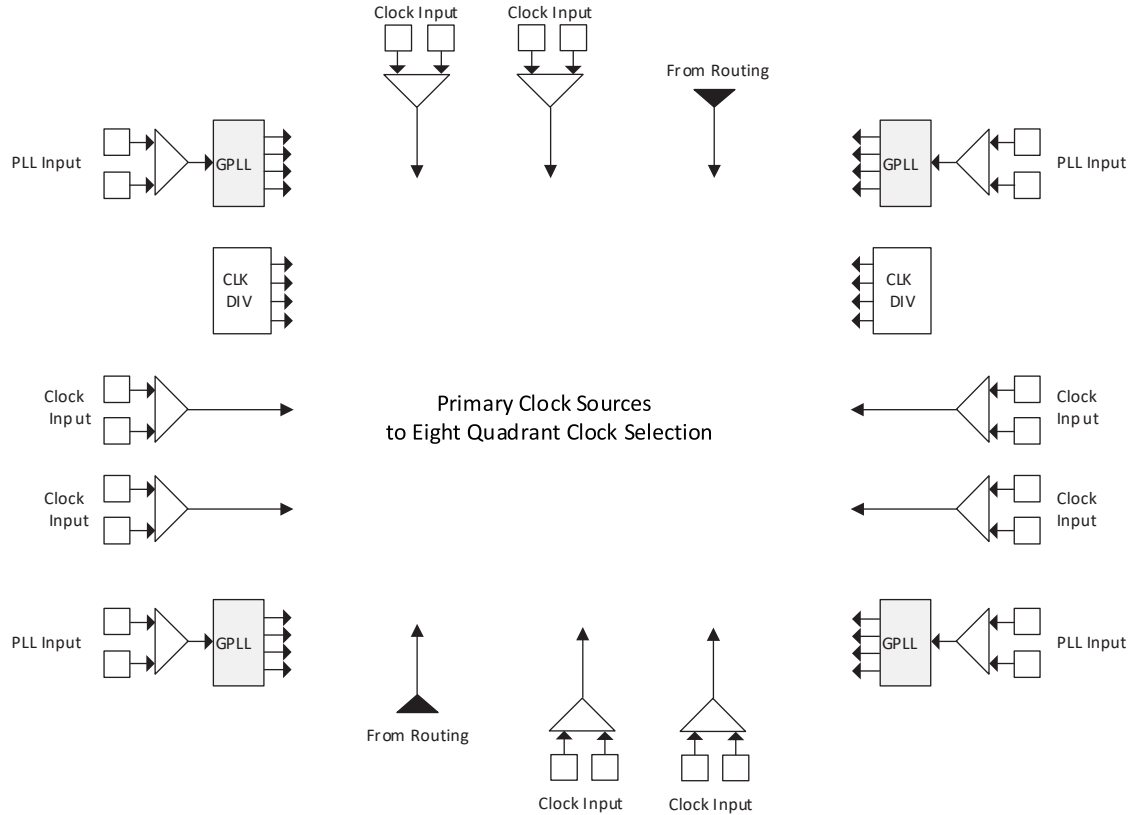 Clock Input
Clock Input
From Routing
PLL Input
GPLL
GPLL
PLL Input
CLK
DIV
CLK
DIV
Clock
Input
Primary Clock Sources
to Eight Quadrant Clock Selection
Clock
Input
Clock
Input
Clock
Input
PLL Input
GPLL
GPLL
PLL Input
From Routing
Clock Input
Clock Input